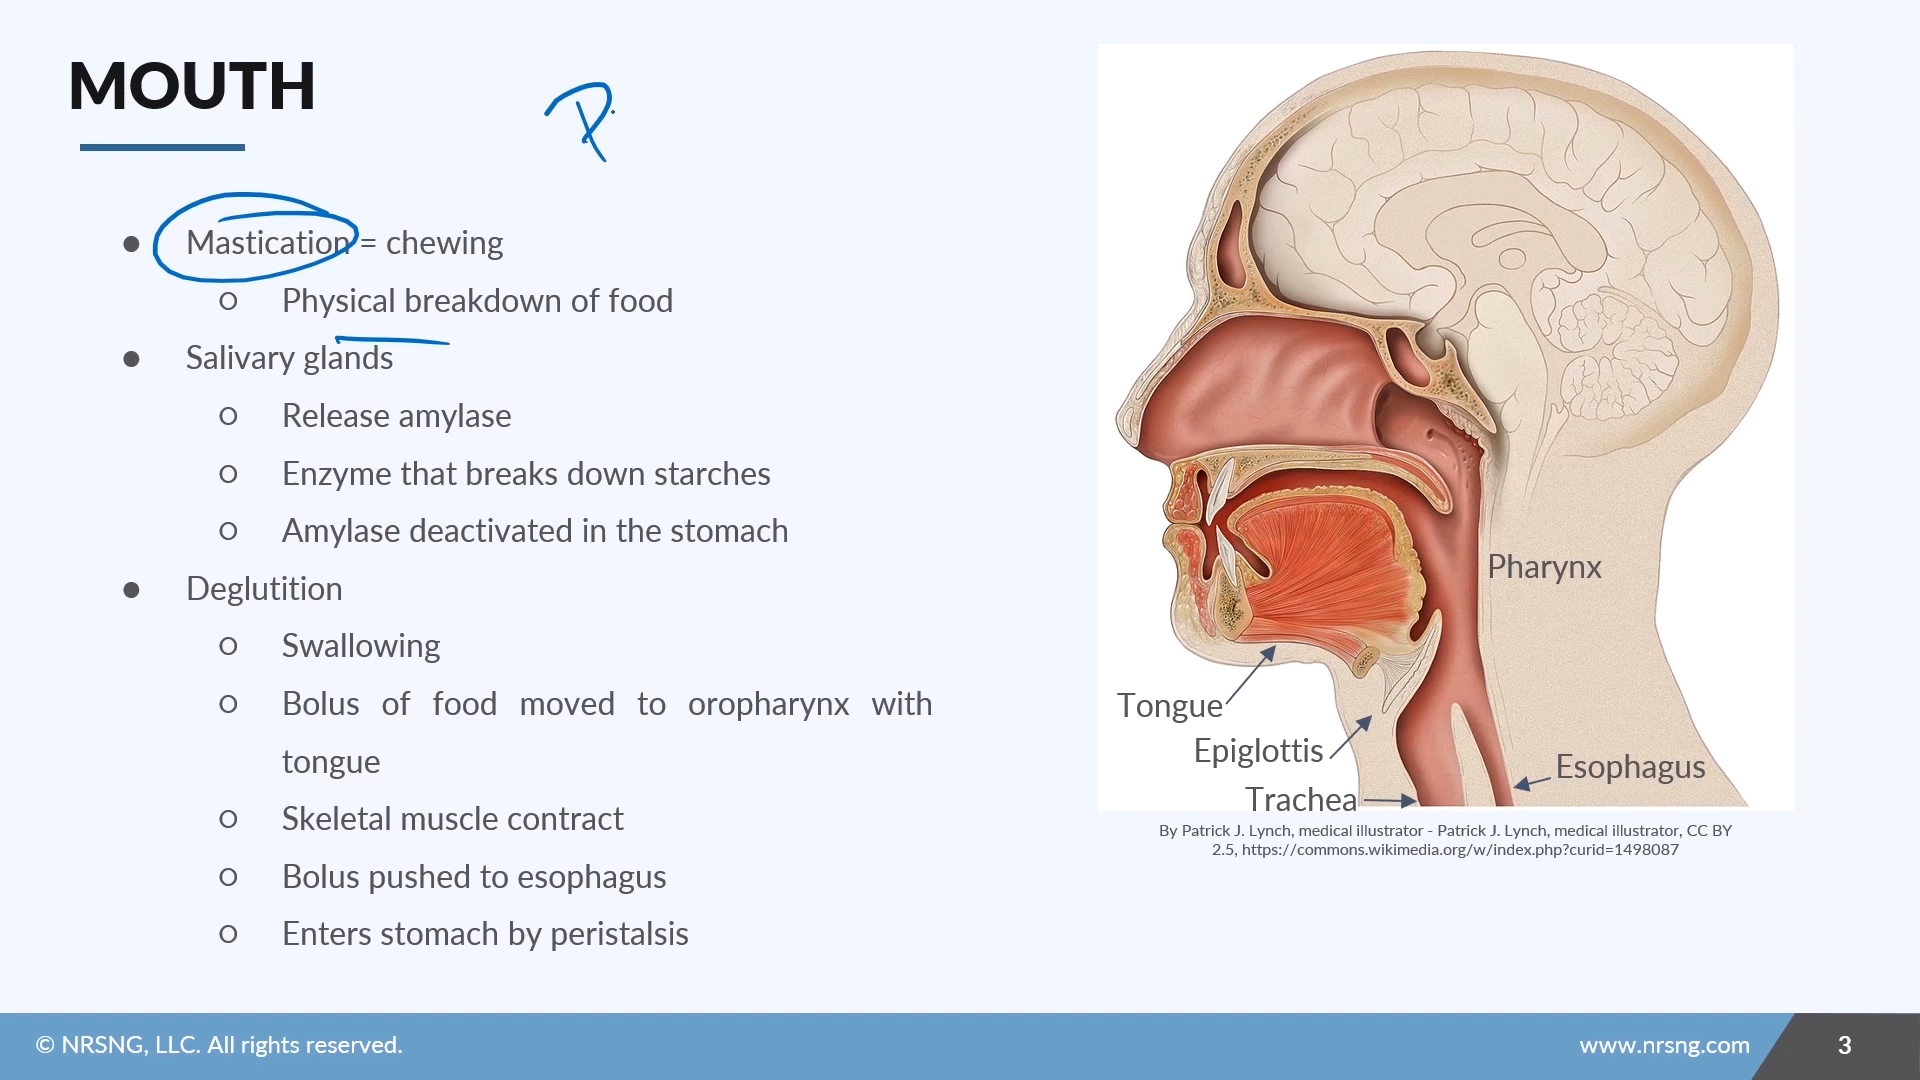 MOUTH
● Mastication = chewing
○ Physical breakdown of food
● Salivary glands
○ Release amylase
○ Enzyme that breaks down starches
○ Amylase deactivated in the stomach
● Deglutition
○ Swallowing
○ Bolus of food moved to oropharynx with
tongue
○ Skeletal muscle contract
○ Bolus pushed to esophagus
○ Enters stomach by peristalsis
Pharynx
Tongue
Epiglottis
Esophagus
Trachea
By Patrick J. Lynch, medical illustrator - Patrick J. Lynch, medical illustrator, CC BY
2.5, https://commons.wikimedia.org/w/index.php?curid=1498087
© NRSNG, LLC. All rights reserved.
www.nrsng.com
3